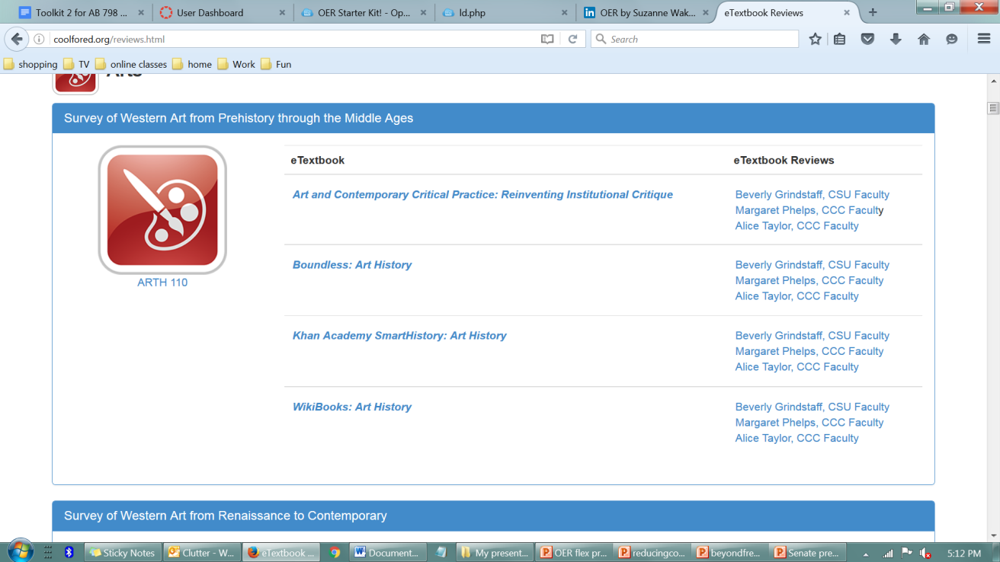 Toolkit 2 for AB 798 ...
User Dashboard
OER Starter Kit! - Op...
ld.php
OER by Suzanne Wak...
eTextbook Reviews
coolfored.org/reviews.html
Search
shopping TV online classes home Work Fun
Survey of Western Art from Prehistory through the Middle Ages
ARTH 110
eTextbook eTextbook Reviews
Art and Contemporary Critical Practice: Reinventing Institutional Critique
Beverly Grindstaff, CSU Faculty
Margaret Phelps, CCC Faculty
Alice Taylor, CCC Faculty
Boundless: Art History
Beverly Grindstaff, CSU Faculty
Margaret Phelps, CCC Faculty
Alice Taylor, CCC Faculty
Khan Academy SmartHistory: Art History
Beverly Grindstaff, CSU Faculty
Margaret Phelps, CCC Faculty
Alice Taylor, CCC Faculty
WikiBooks: Art History
Beverly Grindstaff, CSU Faculty
Margaret Phelps, CCC Faculty
Alice Taylor, CCC Faculty
Survey of Western Art from Renaissance to Contemporary
Sticky Notes
Clutter - W...
eTextbook ...
Document...
My present...
OER flex pr...
reducingco...
beyondfre...
Senate pre...
5:12 PM